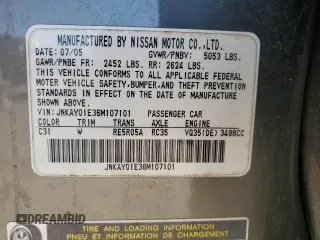 MANUFACTURED BY NISSAN MOTOR CO.,LTD.
DATE: 07/05 GVWR/PNBV: 5053 LBS.
GAWR/PNBE FR: 2452 LBS. RR: 2624 LBS.
THIS VEHICLE CONFORMS TO ALL APPLICABLE FEDERAL
MOTOR VEHICLE SAFETY,BUMPER,AND THEFT PREVENTION
STANDARDS IN EFFECT ON THE DATE OF MANUFACTURE
SHOWN ABOVE.
VIN:JNKAY01E36M107101 PASSENGER CAR
COLOR TRIM TRANS AXLE ENGINE
C31 W RE5R05A RC35 VQ35(DE) 3498CC
JNKAY01E36M107101
TIRE AND LOADING INFORMATION
PNEU ET INFORMATION DE CHARGEMENT
DREAMBID